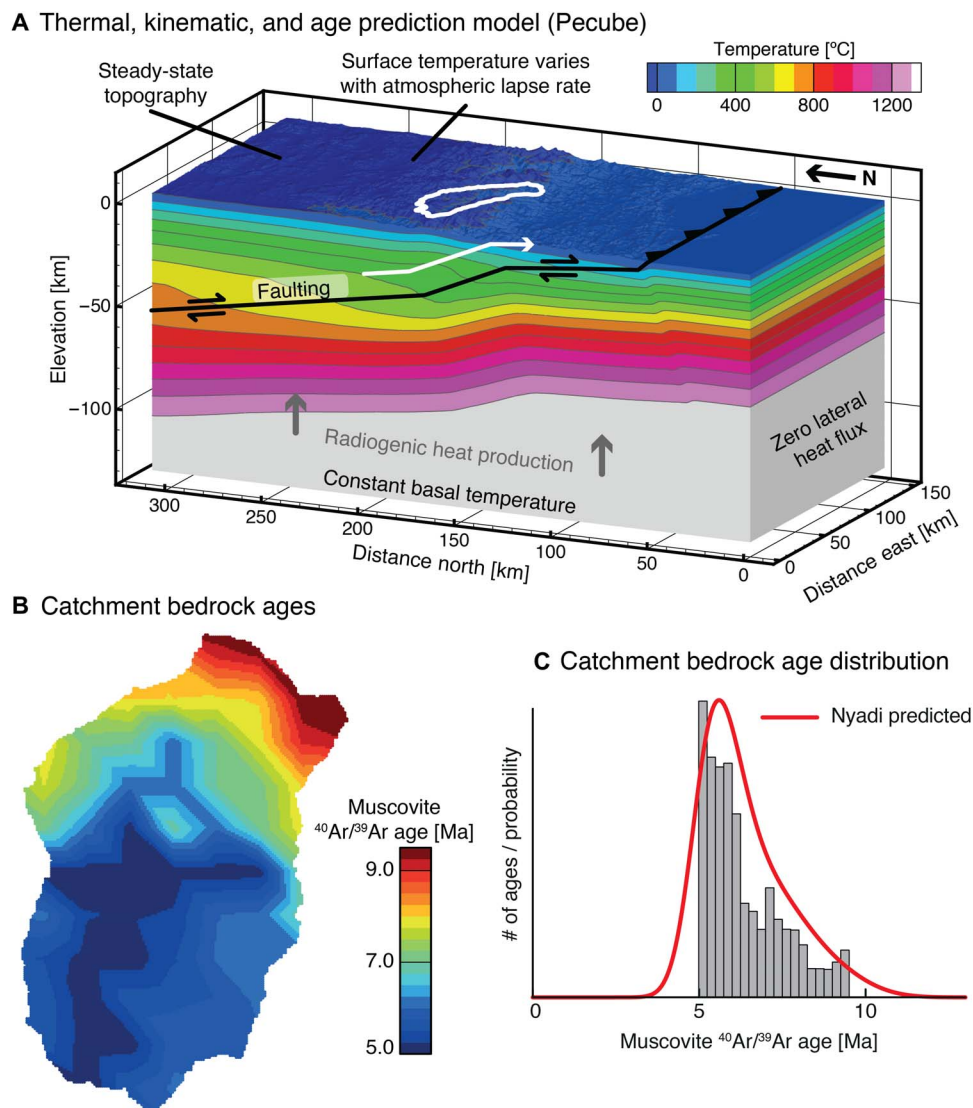 A Thermal, kinematic, and age prediction model (Pecube)
Steady-state
topography
Surface temperature varies
with atmospheric lapse rate
Temperature [ºC]
0 400 800 1200
N
Elevation [km]
0
−50
−100
Faulting
Radiogenic heat production
Constant basal temperature
Zero lateral
heat flux
300 250 200 150 100 50 0
Distance north [km]
0 50 100 150
Distance east [km]
B Catchment bedrock ages
Muscovite
⁴⁰Ar/³⁹Ar age [Ma]
9.0
7.0
5.0
C Catchment bedrock age distribution
Nyadi predicted
# of ages / probability
0 5 10
Muscovite ⁴⁰Ar/³⁹Ar age [Ma]